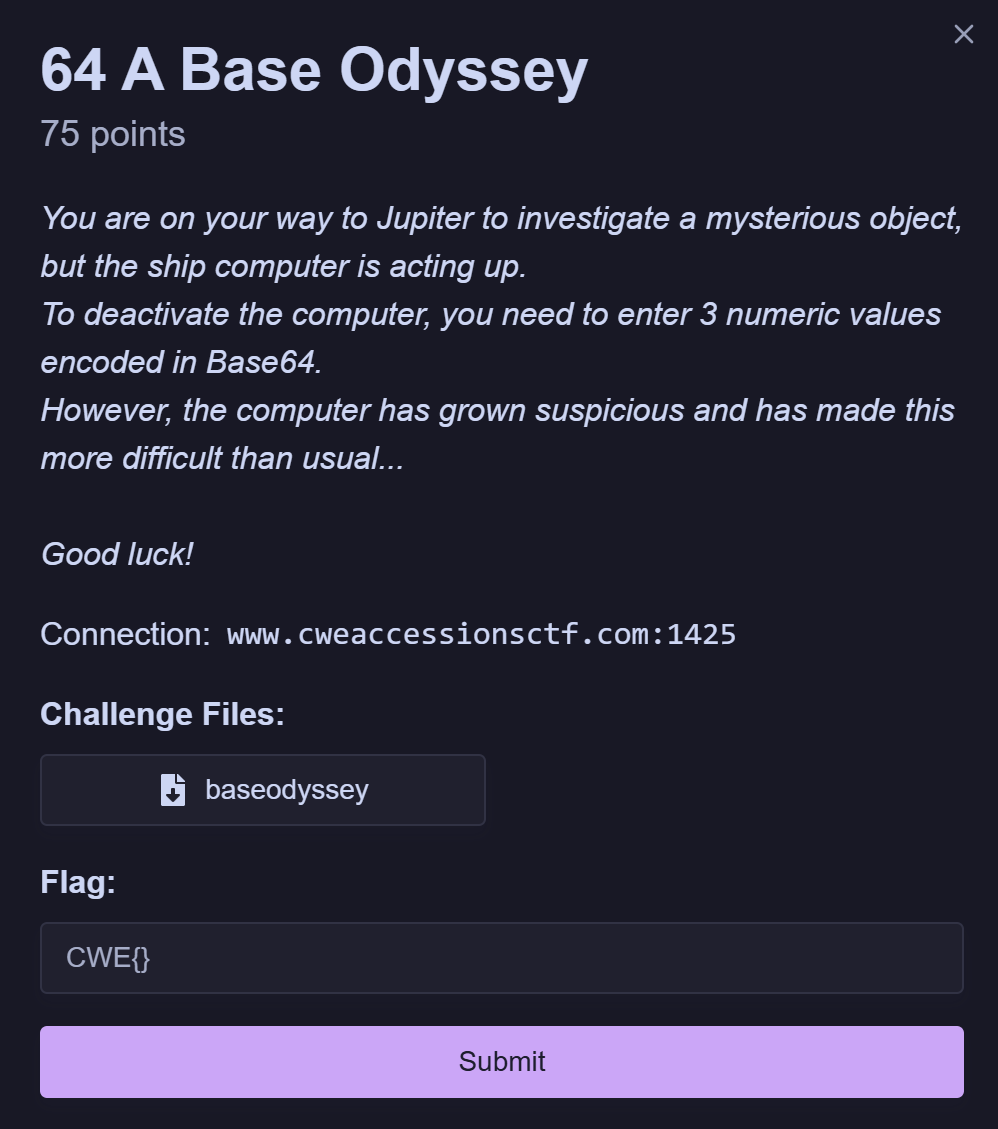 64 A Base Odyssey
75 points
You are on your way to Jupiter to investigate a mysterious object,
but the ship computer is acting up.
To deactivate the computer, you need to enter 3 numeric values
encoded in Base64.
However, the computer has grown suspicious and has made this
more difficult than usual...
Good luck!
Connection: www.cweaccessionsctf.com:1425
Challenge Files:
baseodyssey
Flag:
CWE{}
Submit